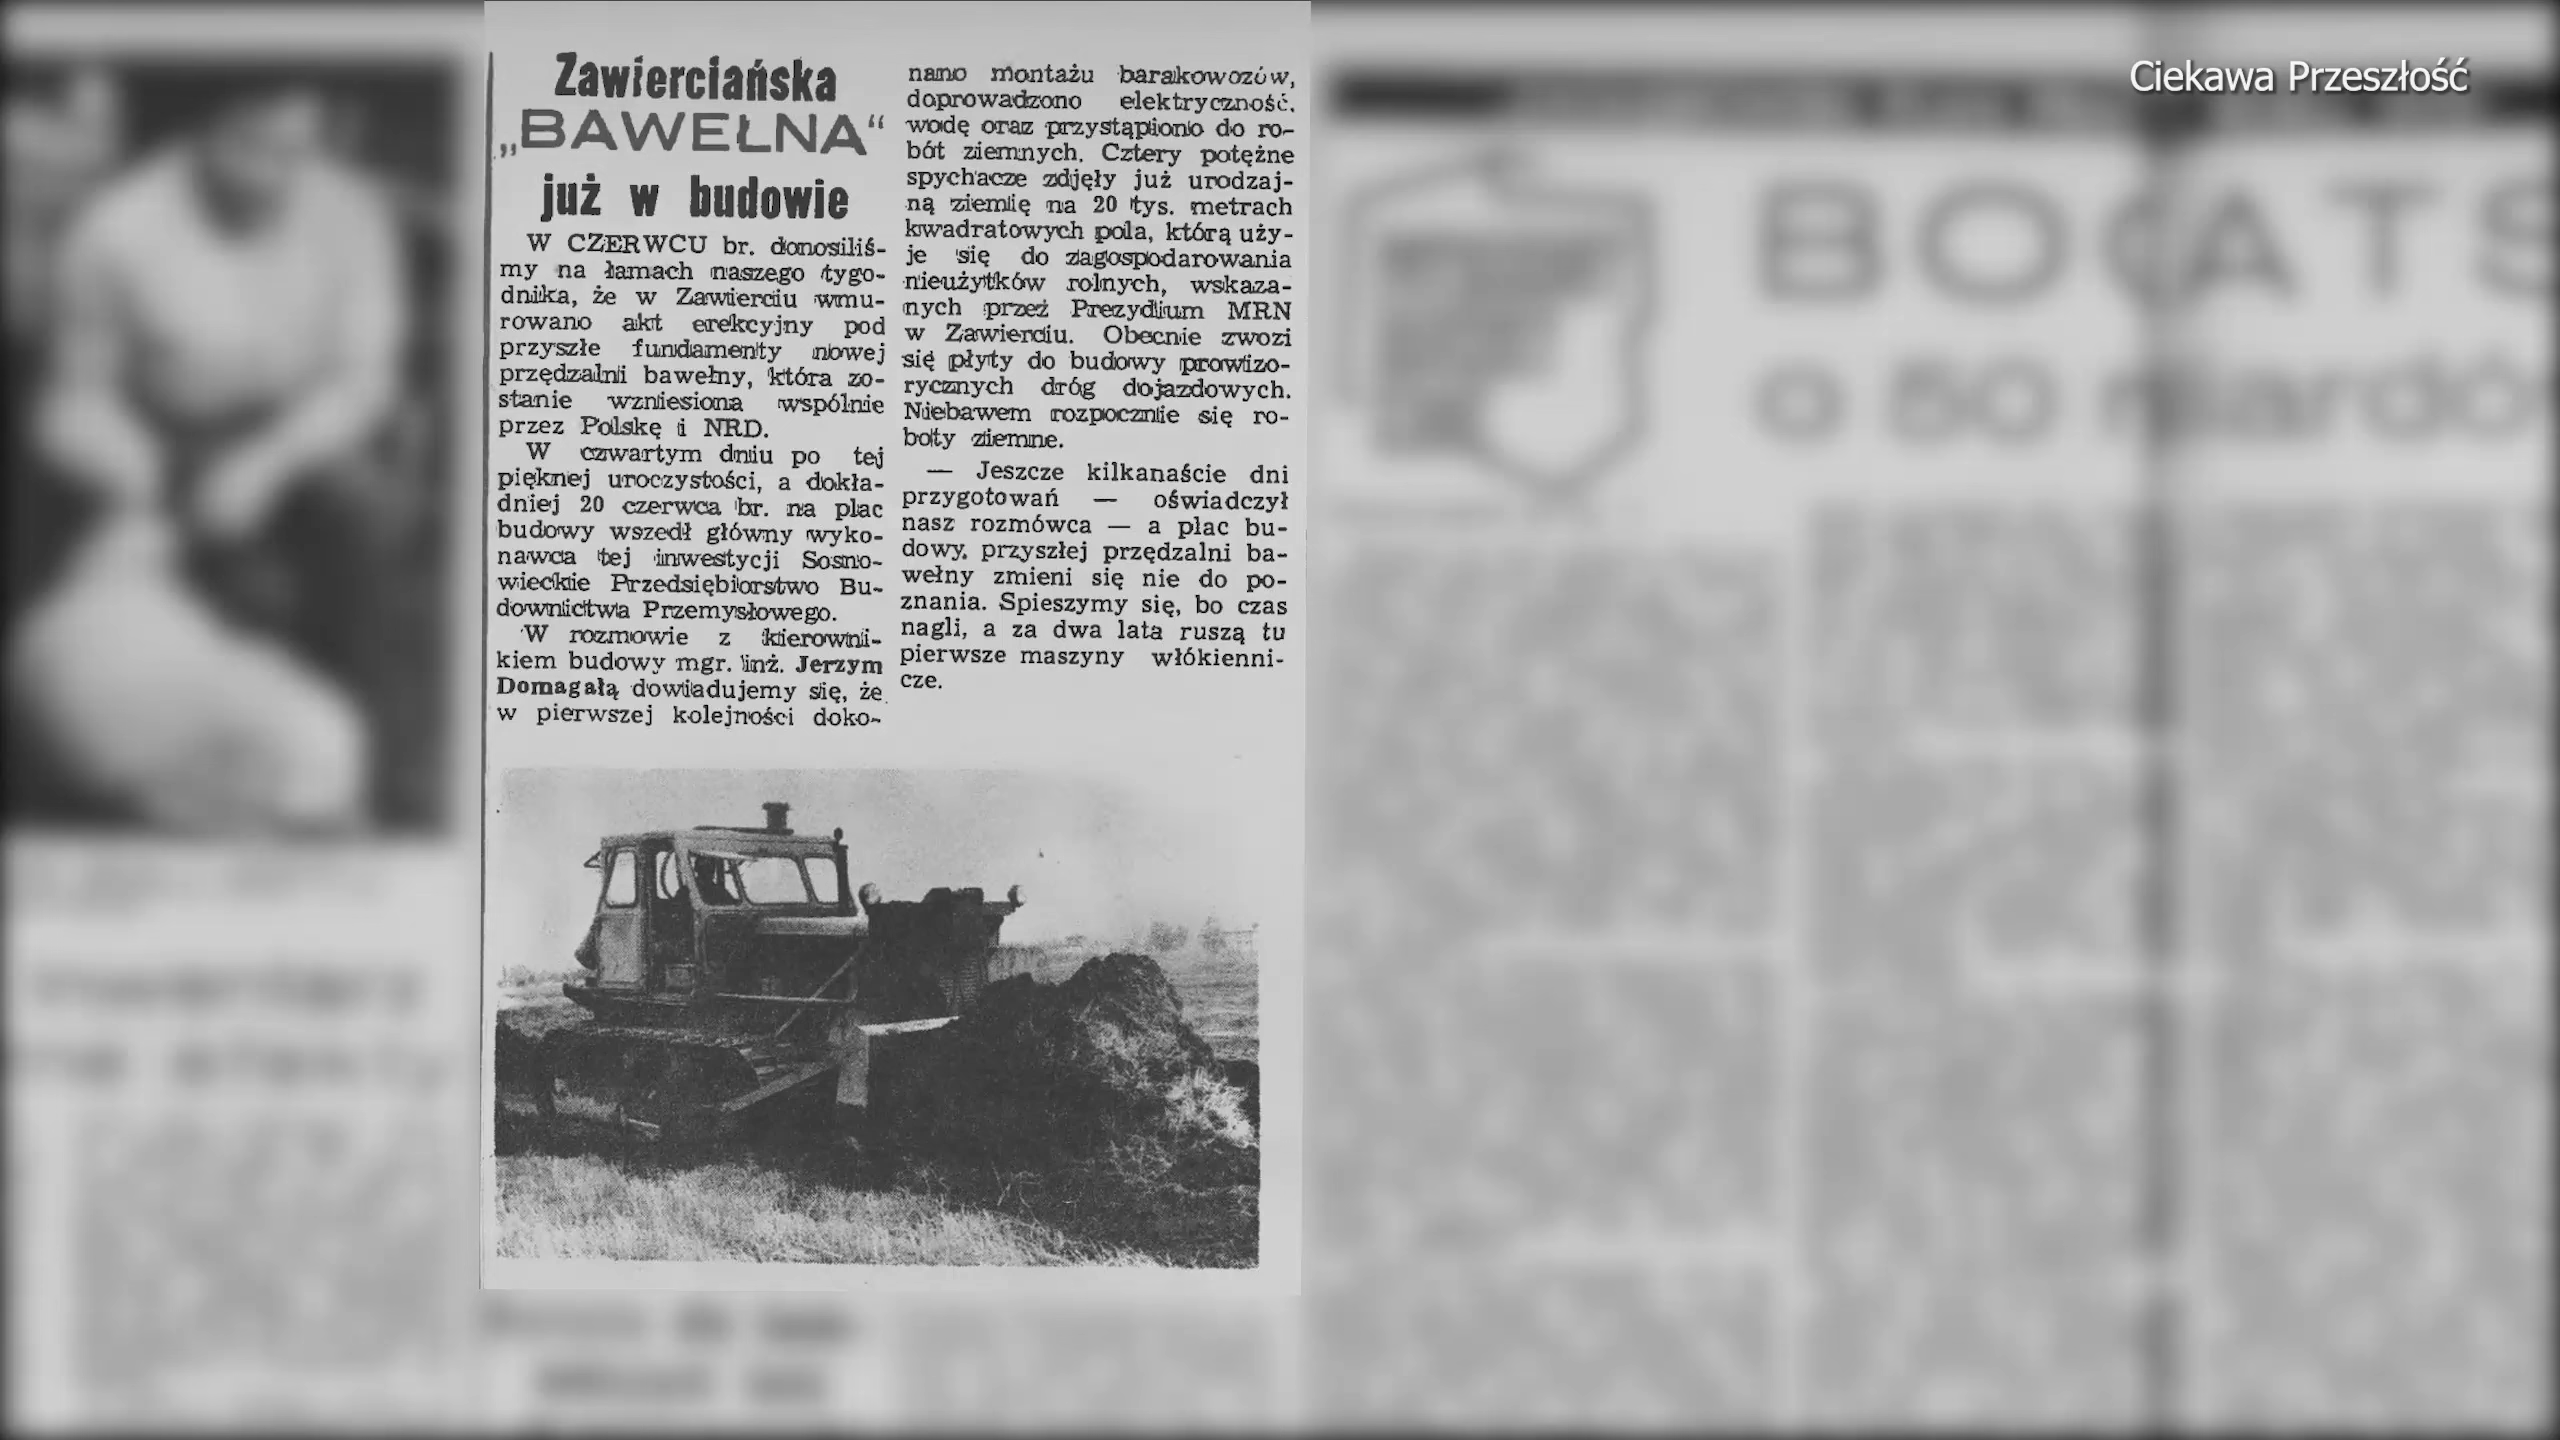 Ciekawa Przeszłość
Zawierciańska
„BAWEŁNA“
już w budowie
W CZERWCU br. donosiliś-
my na łamach naszego tygo-
dnika, że w Zawierciu wmu-
rowano akt erekcyjny pod
przyszłe fundamenty nowej
przędzalni bawełny, która zo-
stanie wzniesiona wspólnie
przez Polskę i NRD.
W czwartym dniu po tej
pięknej uroczystości, a dokła-
dniej 20 czerwca br. na plac
budowy wszedł główny wyko-
nawca tej inwestycji Sosno-
wieckie Przedsiębiorstwo Bu-
downictwa Przemysłowego.
W rozmowie z kierowni-
kiem budowy mgr. inż. Jerzym
Domagałą dowiadujemy się, że
w pierwszej kolejności doko-
nano montażu barakowozów,
doprowadzono elektryczność,
wodę oraz przystąpiono do ro-
bót ziemnych. Cztery potężne
spychacze zdjęły już urodzaj-
ną ziemię na 20 tys. metrach
kwadratowych pola, którą uży-
je się do zagospodarowania
nieużytków rolnych, wskaza-
nych przez Prezydium MRN
w Zawierciu. Obecnie zwozi
się płyty do budowy prowizo-
rycznych dróg dojazdowych.
Niebawem rozpocznie się ro-
boty ziemne.
— Jeszcze kilkanaście dni
przygotowań — oświadczył
nasz rozmówca — a plac bu-
dowy, przyszłej przędzalni ba-
wełny zmieni się nie do po-
znania. Spieszymy się, bo czas
nagli, a za dwa lata ruszą tu
pierwsze maszyny włókienni-
cze.